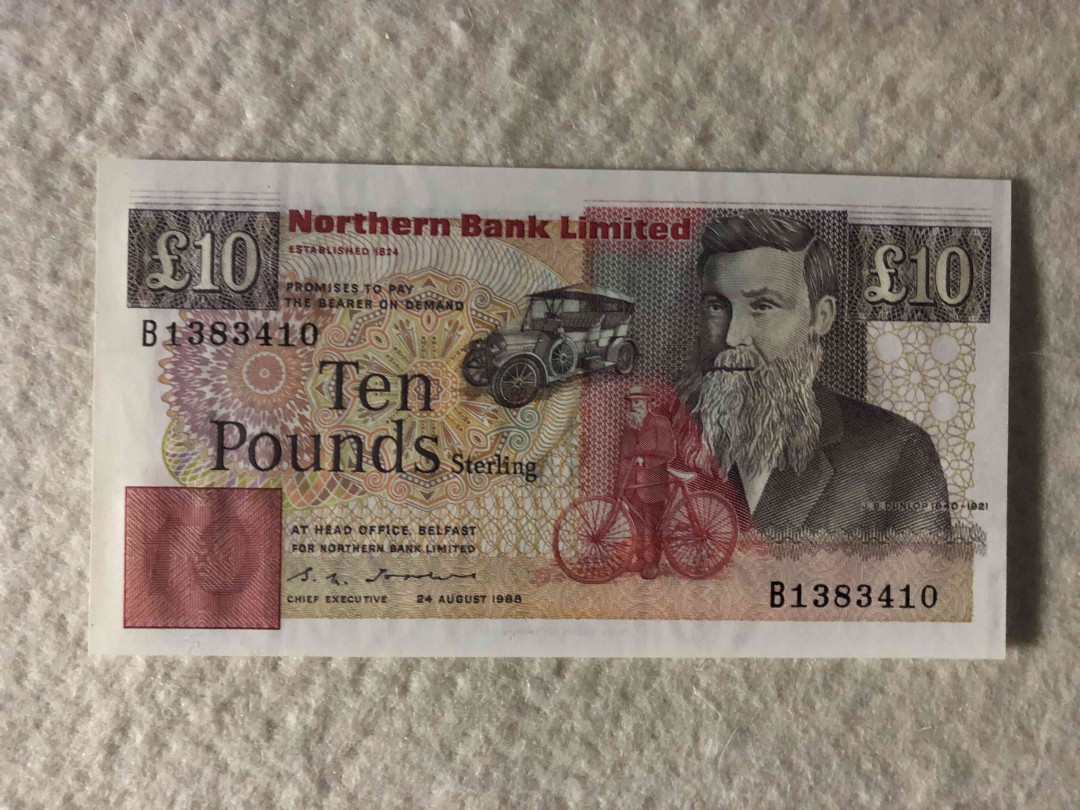 Northern Bank Limited
£10
£10
ESTABLISHED 1824
PROMISES TO PAY
THE BEARER ON DEMAND
B1383410
Ten
Pounds Sterling
AT HEAD OFFICE, BELFAST
FOR NORTHERN BANK LIMITED
CHIEF EXECUTIVE 24 AUGUST 1988
J.B. DUNLOP 1840-1921
B1383410